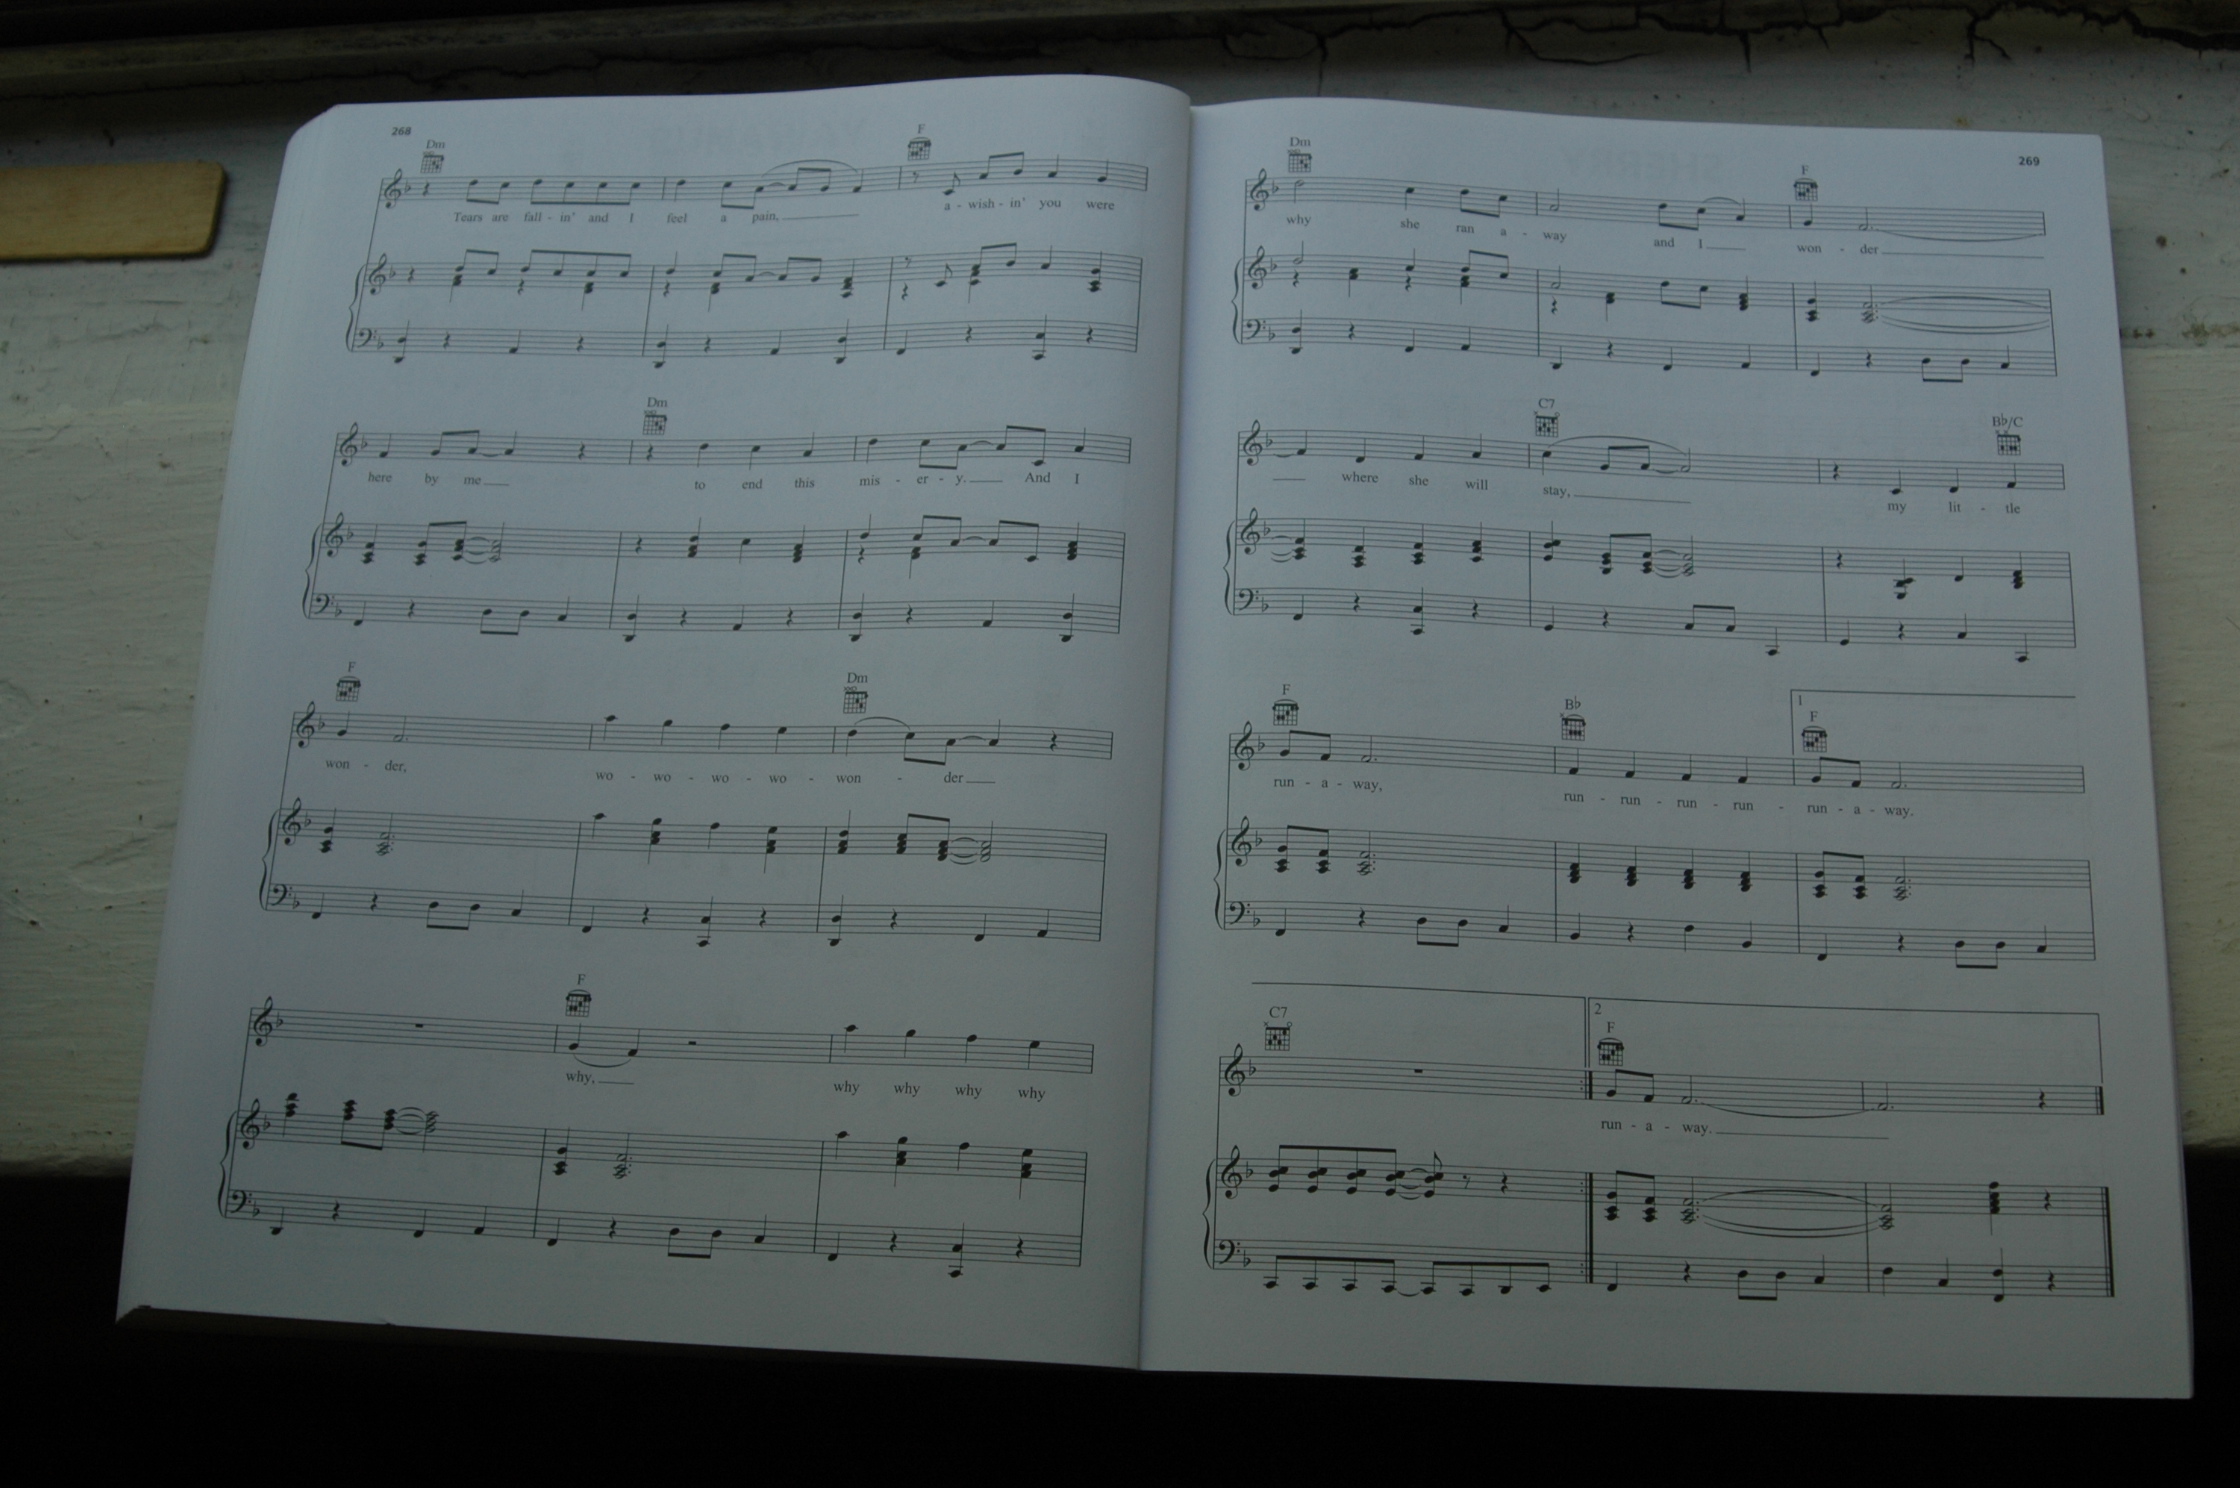 268
Dm F
Tears are fall - in' and I feel a pain, a - wish - in' you were
Dm
here by me to end this mis - er - y. And I
F Dm
won - der, wo - wo - wo - wo - won - der
F
why, why why why why
269
Dm F
why she ran a - way and I won - der
C7 B♭/C
where she will stay, my lit - tle
F B♭ 1 F
run - a - way, run - run - run - run - run - a - way.
C7 2 F
run - a - way.